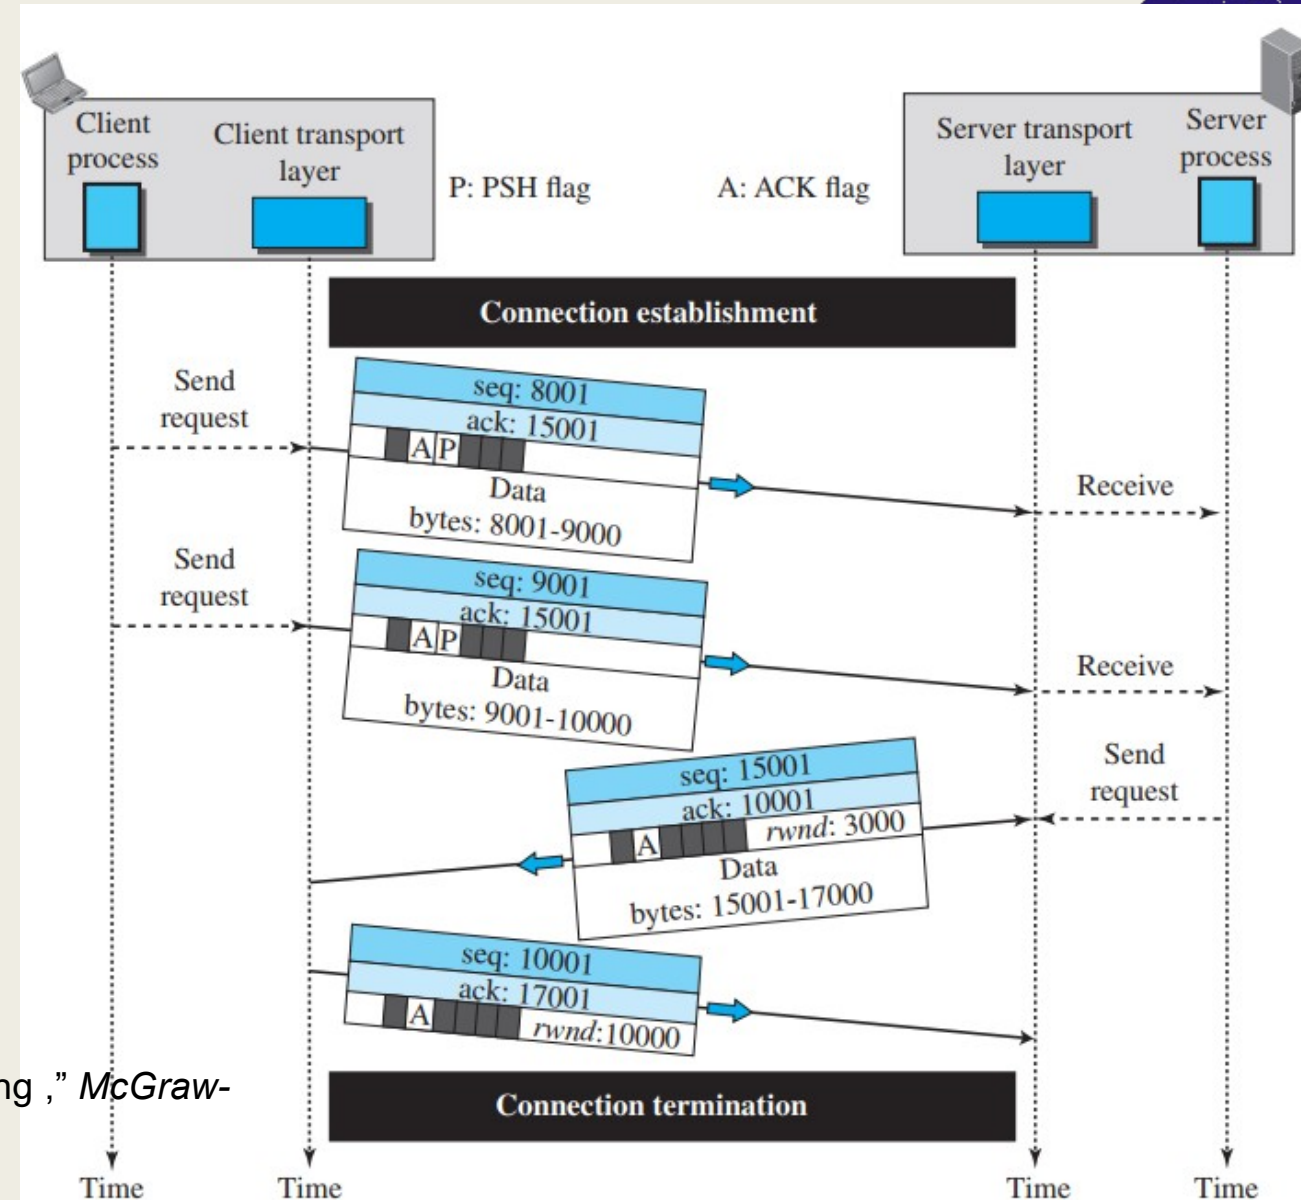 Client
process
Client transport
layer
P: PSH flag
A: ACK flag
Server transport
layer
Server
process
Connection establishment
Send
request
seq: 8001
ack: 15001
A P
Data
bytes: 8001-9000
Receive
Send
request
seq: 9001
ack: 15001
A P
Data
bytes: 9001-10000
Receive
Send
request
seq: 15001
ack: 10001
A rwnd: 3000
Data
bytes: 15001-17000
seq: 10001
ack: 17001
A rwnd:10000
ng ,” McGraw-
Connection termination
Time
Time
Time
Time